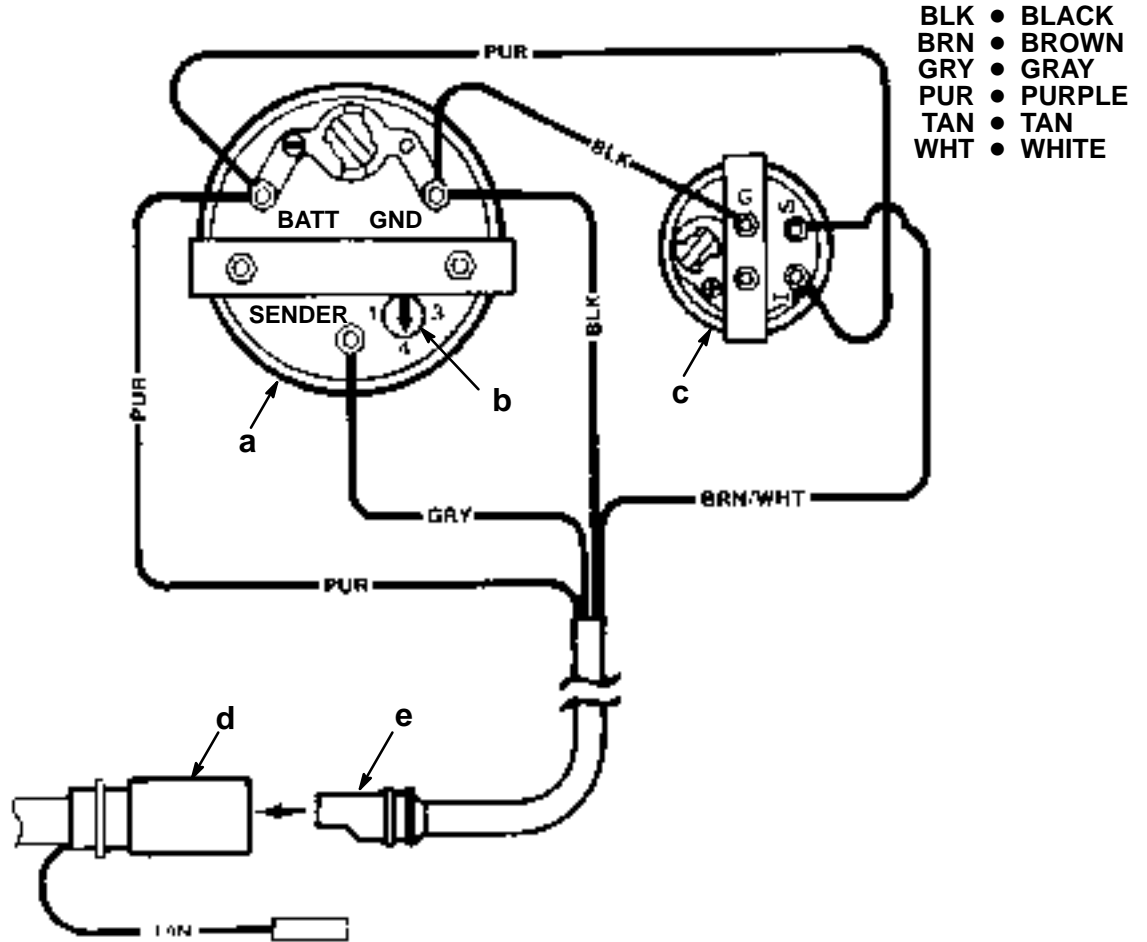 BLK • BLACK
BRN • BROWN
GRY • GRAY
PUR • PURPLE
TAN • TAN
WHT • WHITE
PUR
BLK
G
S
BATT GND
I
SENDER
1 3
4
BLK
PUR
b
c
a
GRY
BRN/WHT
PUR
d
e
TAN